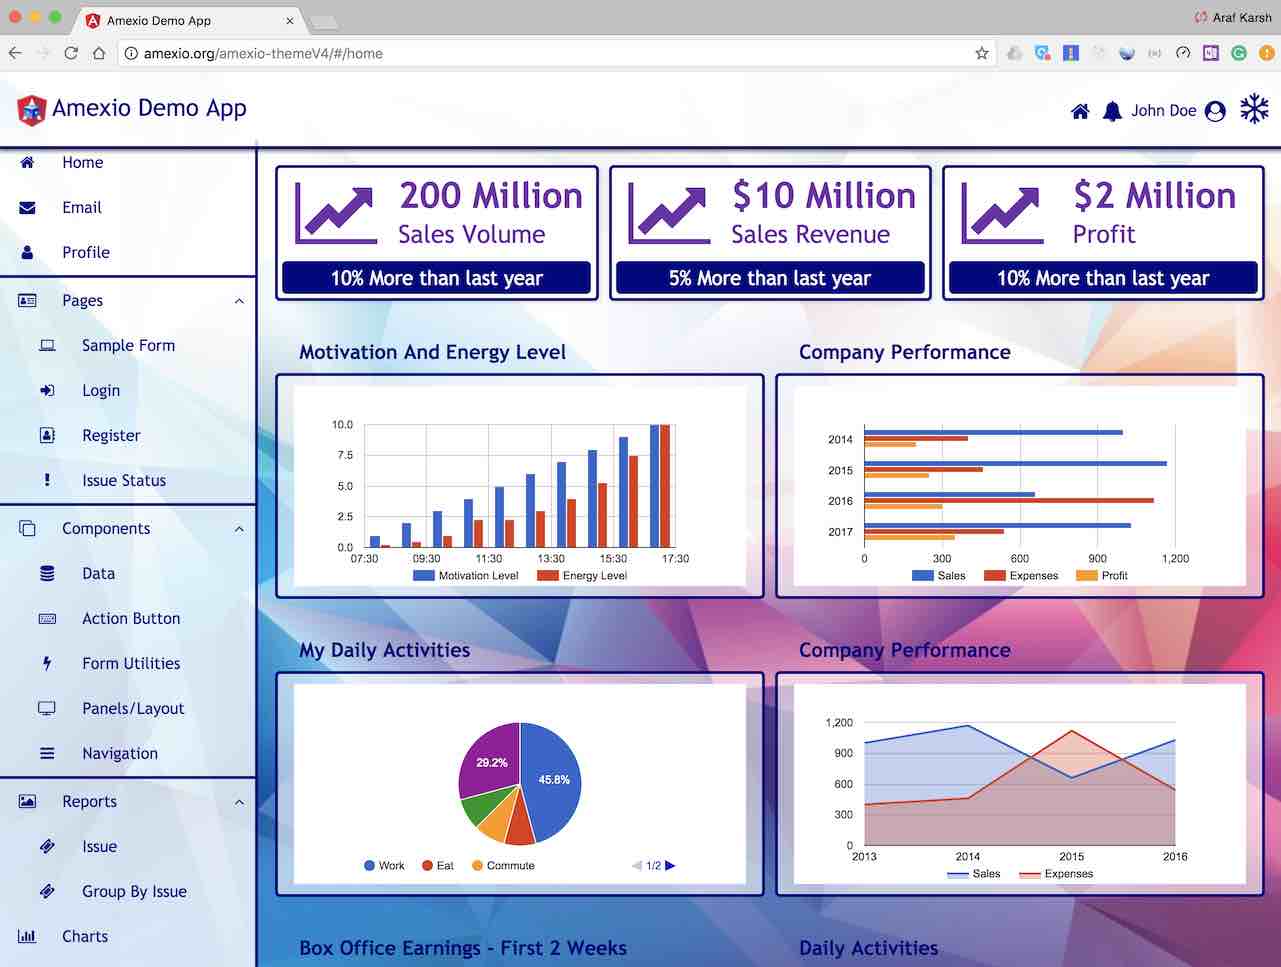 Amexio Demo App
Araf Karsh
amexio.org/amexio-themeV4/#/home
Amexio Demo App
John Doe
Home
Email
Profile
Pages
Sample Form
Login
Register
Issue Status
Components
Data
Action Button
Form Utilities
Panels/Layout
Navigation
Reports
Issue
Group By Issue
Charts
200 Million
Sales Volume
10% More than last year
$10 Million
Sales Revenue
5% More than last year
$2 Million
Profit
10% More than last year
Motivation And Energy Level
10.0
7.5
5.0
2.5
0.0
07:30 09:30 11:30 13:30 15:30 17:30
Motivation Level Energy Level
Company Performance
2014
2015
2016
2017
0 300 600 900 1,200
Sales Expenses Profit
My Daily Activities
29.2%
45.8%
Work Eat Commute 1/2
Company Performance
1,200
900
600
300
0
2013 2014 2015 2016
Sales Expenses
Box Office Earnings - First 2 Weeks
Daily Activities